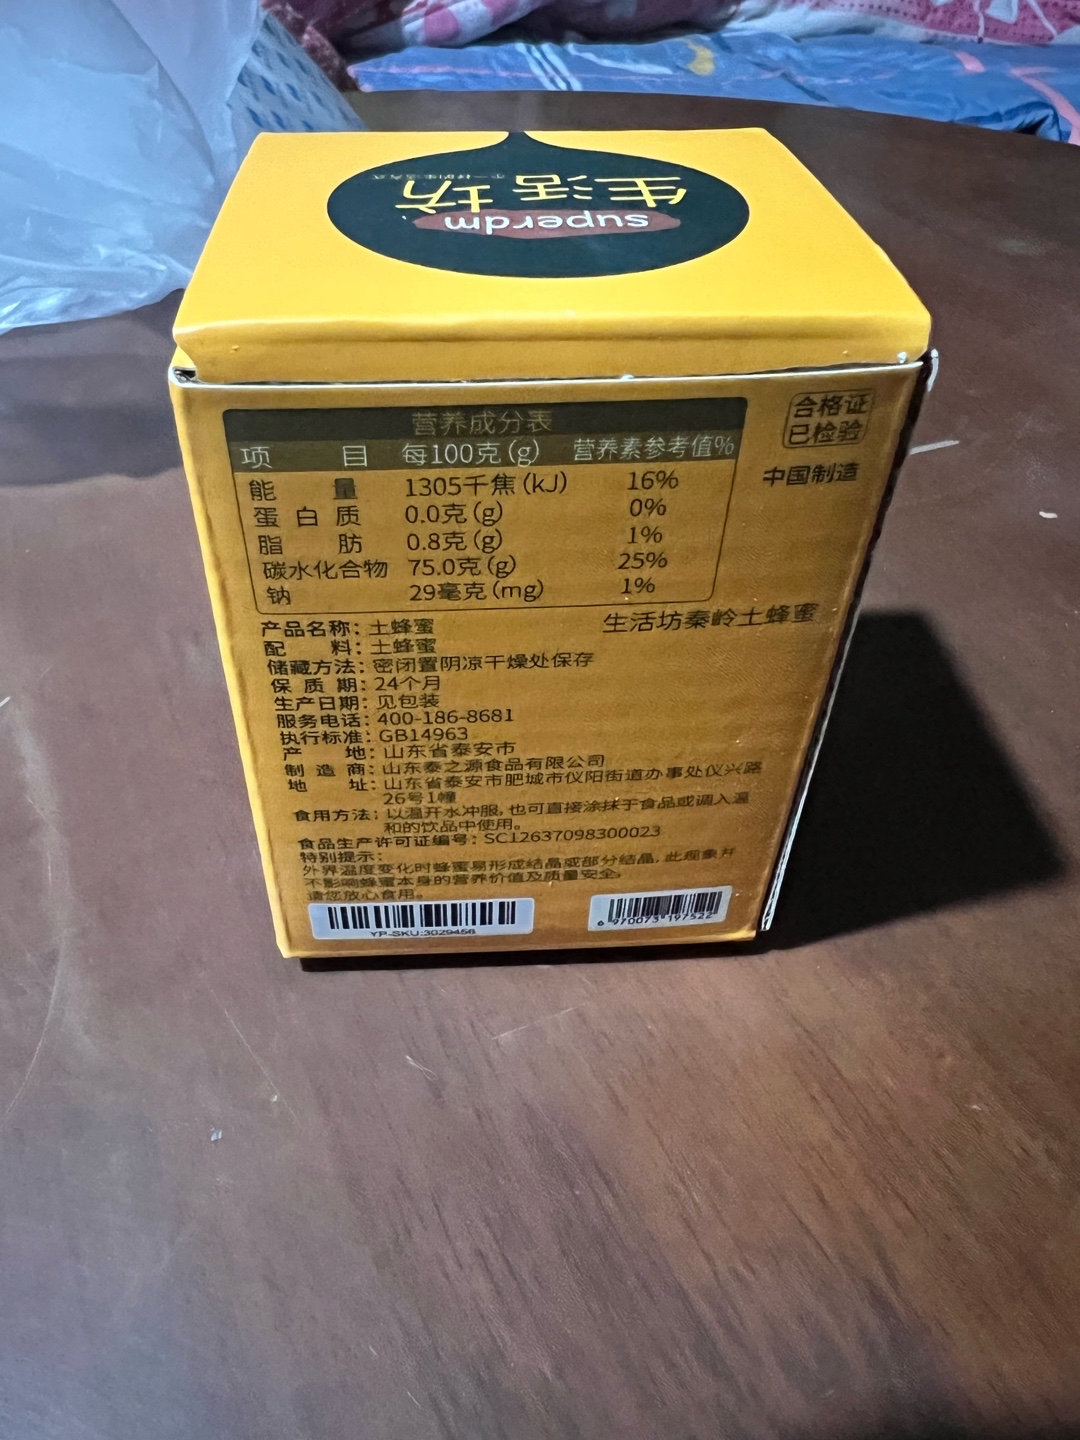 superdm
生活坊
不一样的生活方式
营养成分表
项 目 每100克(g) 营养素参考值%
能 量 1305千焦(kJ) 16%
蛋白质 0.0克(g) 0%
脂 肪 0.8克(g) 1%
碳水化合物 75.0克(g) 25%
钠 29毫克(mg) 1%
合格证
已检验
中国制造
生活坊秦岭土蜂蜜
产品名称：土蜂蜜
配 料：土蜂蜜
储藏方法：密闭置阴凉干燥处保存
保 质 期：24个月
生产日期：见包装
服务电话：400-186-8681
执行标准：GB14963
产 地：山东省泰安市
制 造 商：山东泰之源食品有限公司
地 址：山东省泰安市肥城市仪阳街道办事处仪兴路
26号1幢
食用方法：以温开水冲服，也可直接涂抹于食品或调入温
和的饮品中使用。
食品生产许可证编号：SC12637098300023
特别提示：
外界温度变化时蜂蜜易形成结晶或部分结晶，此现象并
不影响蜂蜜本身的营养价值及质量安全，
请您放心食用。
YP-SKU:3029456
6 970073 197522